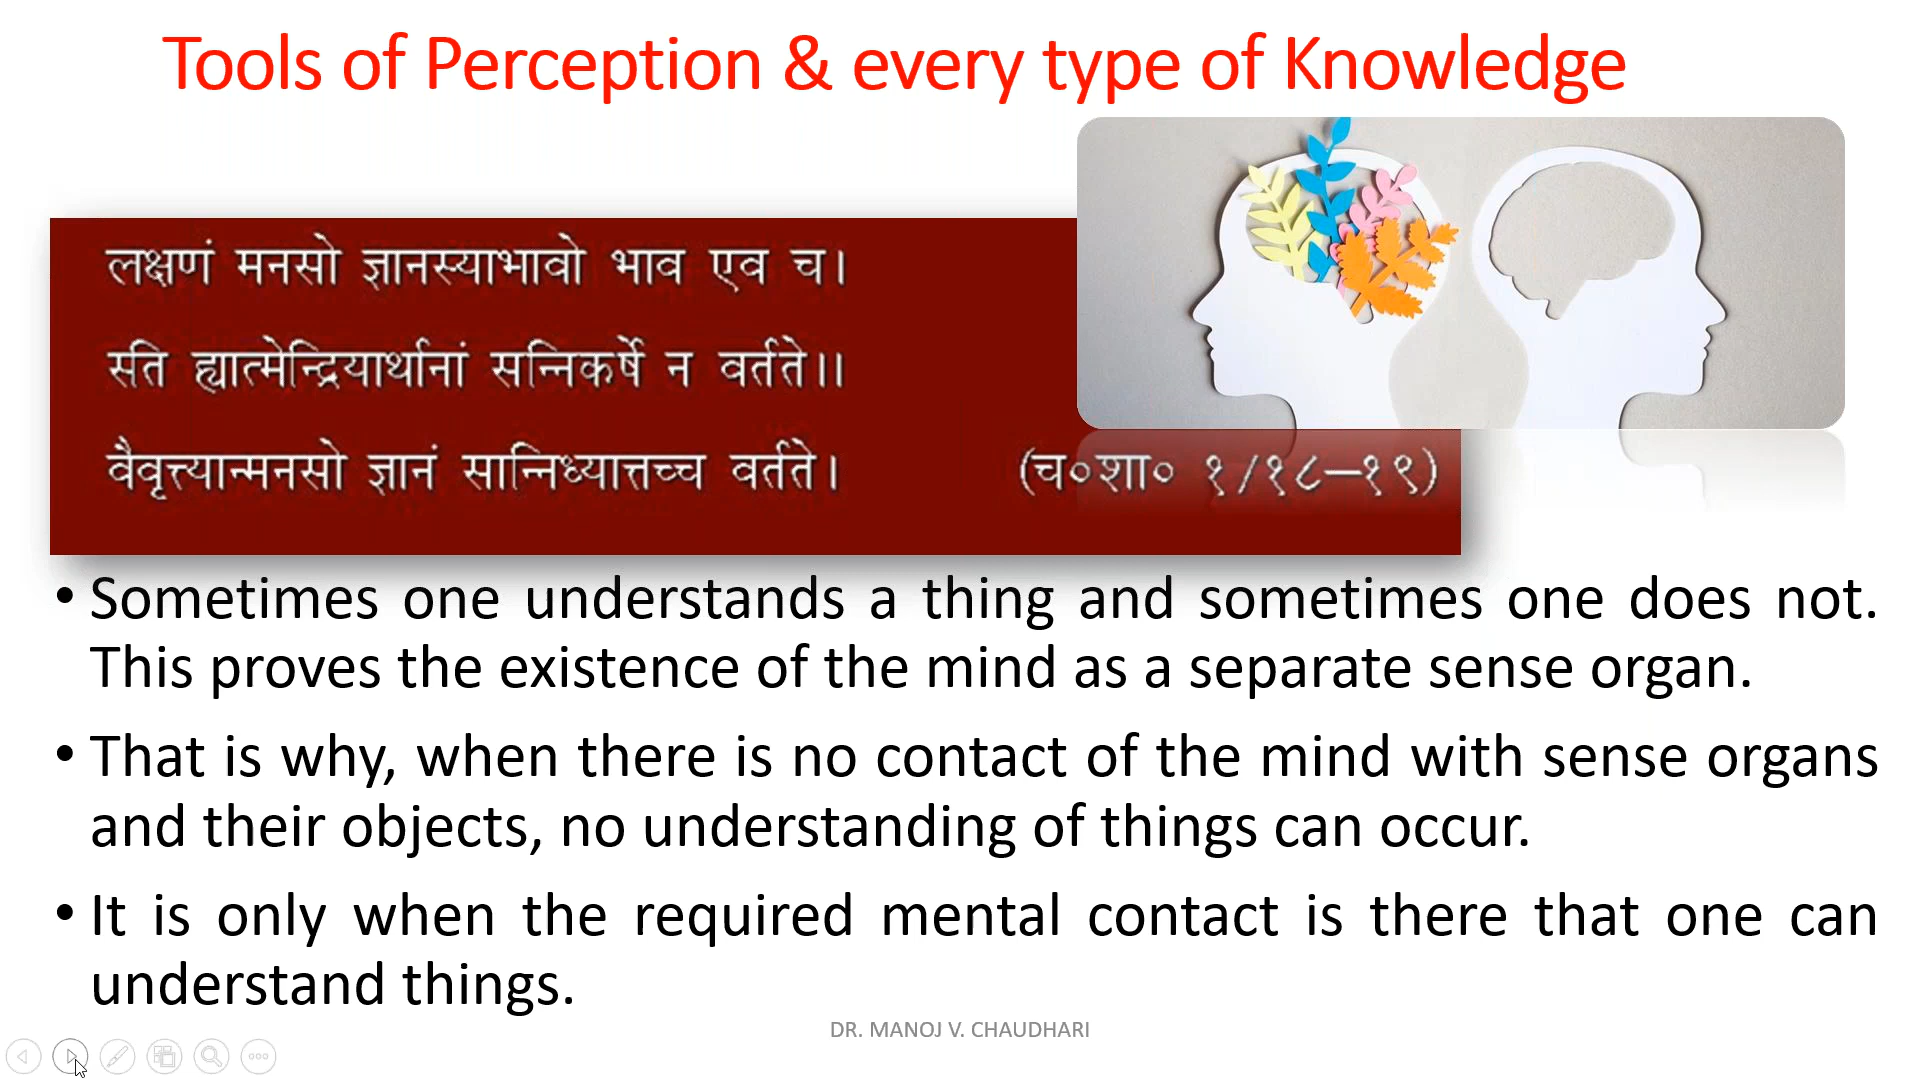 Tools of Perception & every type of Knowledge
लक्षणं मनसो ज्ञानस्याभावो भाव एव च।
सति ह्यात्मेन्द्रियार्थानां सन्निकर्षे न वर्तते।।
वैवृत्त्यान्मनसो ज्ञानं सान्निध्यात्तच्च वर्तते। (च०शा० १/१८–१९)
• Sometimes one understands a thing and sometimes one does not.
This proves the existence of the mind as a separate sense organ.
• That is why, when there is no contact of the mind with sense organs
and their objects, no understanding of things can occur.
• It is only when the required mental contact is there that one can
understand things.
DR. MANOJ V. CHAUDHARI